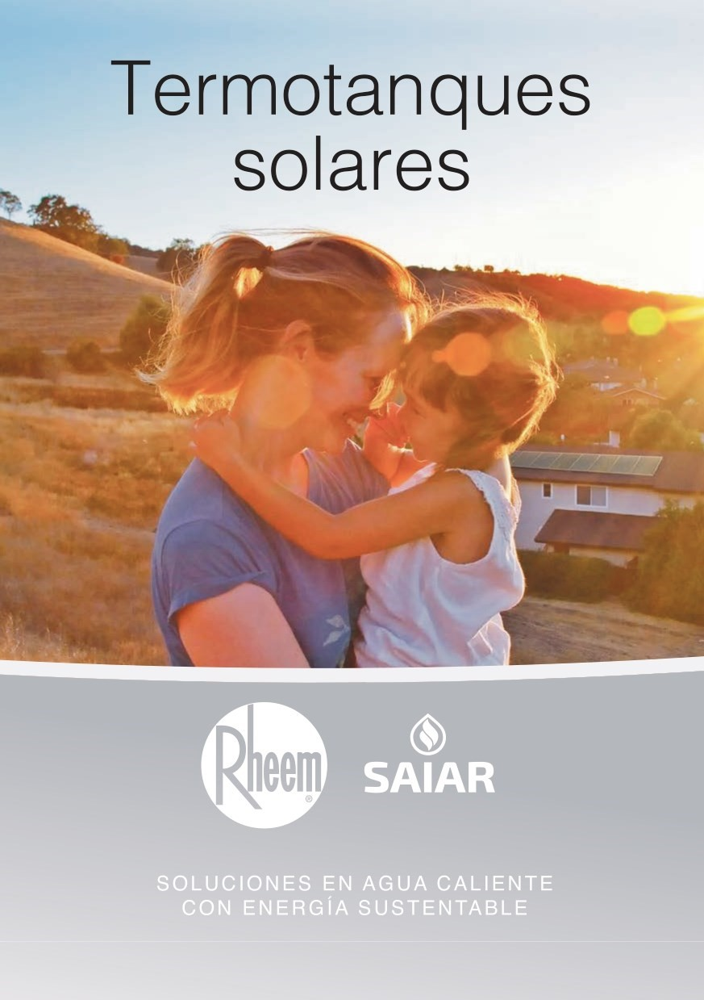 Termotanques
solares
Rheem
®
SAIAR
SOLUCIONES EN AGUA CALIENTE
CON ENERGÍA SUSTENTABLE